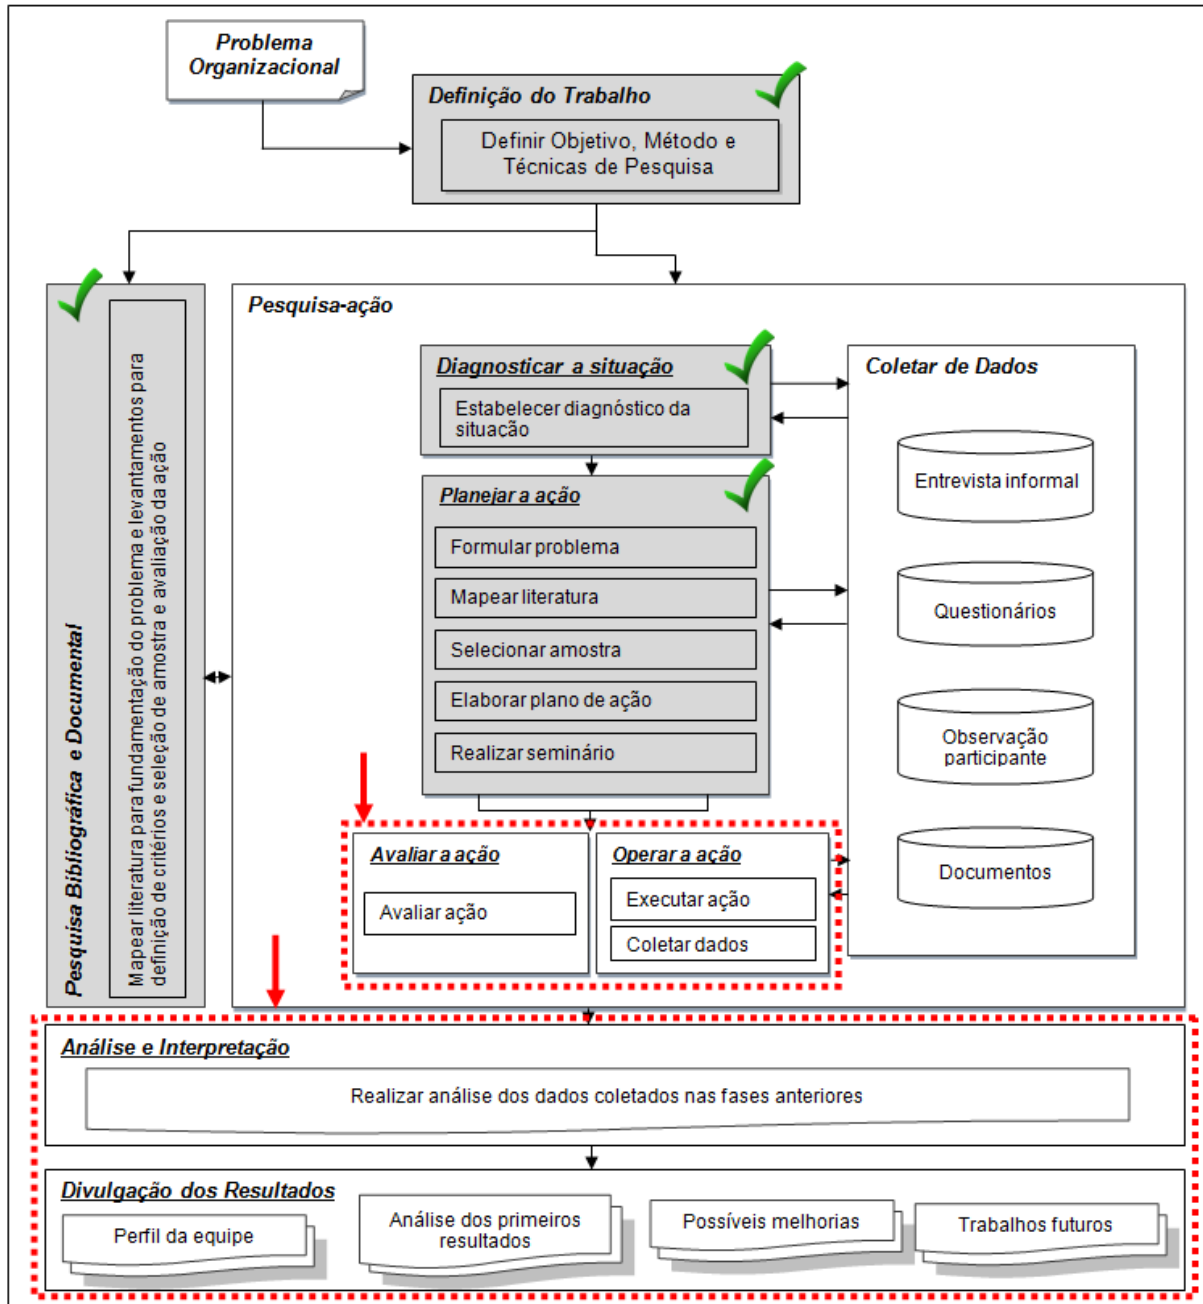 Problema
Organizacional
Definição do Trabalho
Definir Objetivo, Método e
Técnicas de Pesquisa
Pesquisa Bibliográfica e Documental
Mapear literatura para fundamentação do problema e levantamentos para
definição de critérios e seleção de amostra e avaliação da ação
Pesquisa-ação
Diagnosticar a situação
Estabelecer diagnóstico da
situação
Planejar a ação
Formular problema
Mapear literatura
Selecionar amostra
Elaborar plano de ação
Realizar seminário
Avaliar a ação
Avaliar ação
Operar a ação
Executar ação
Coletar dados
Coletar de Dados
Entrevista informal
Questionários
Observação
participante
Documentos
Análise e Interpretação
Realizar análise dos dados coletados nas fases anteriores
Divulgação dos Resultados
Perfil da equipe
Análise dos primeiros
resultados
Possíveis melhorias
Trabalhos futuros